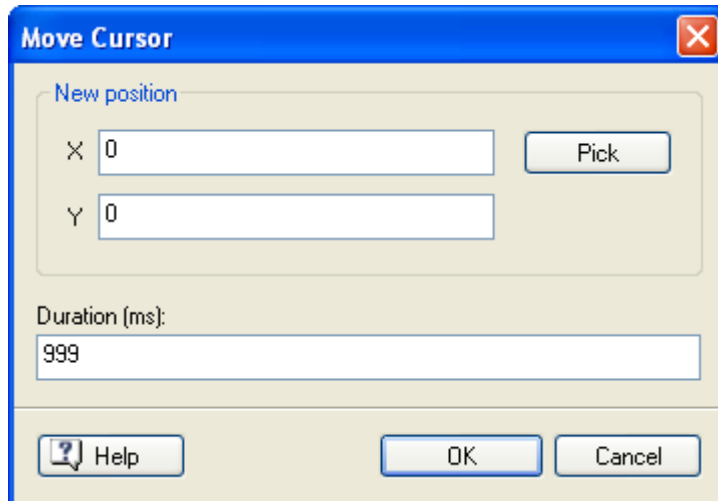 Move Cursor
New position
X 0
Pick
Y 0
Duration (ms):
999
Help
OK
Cancel